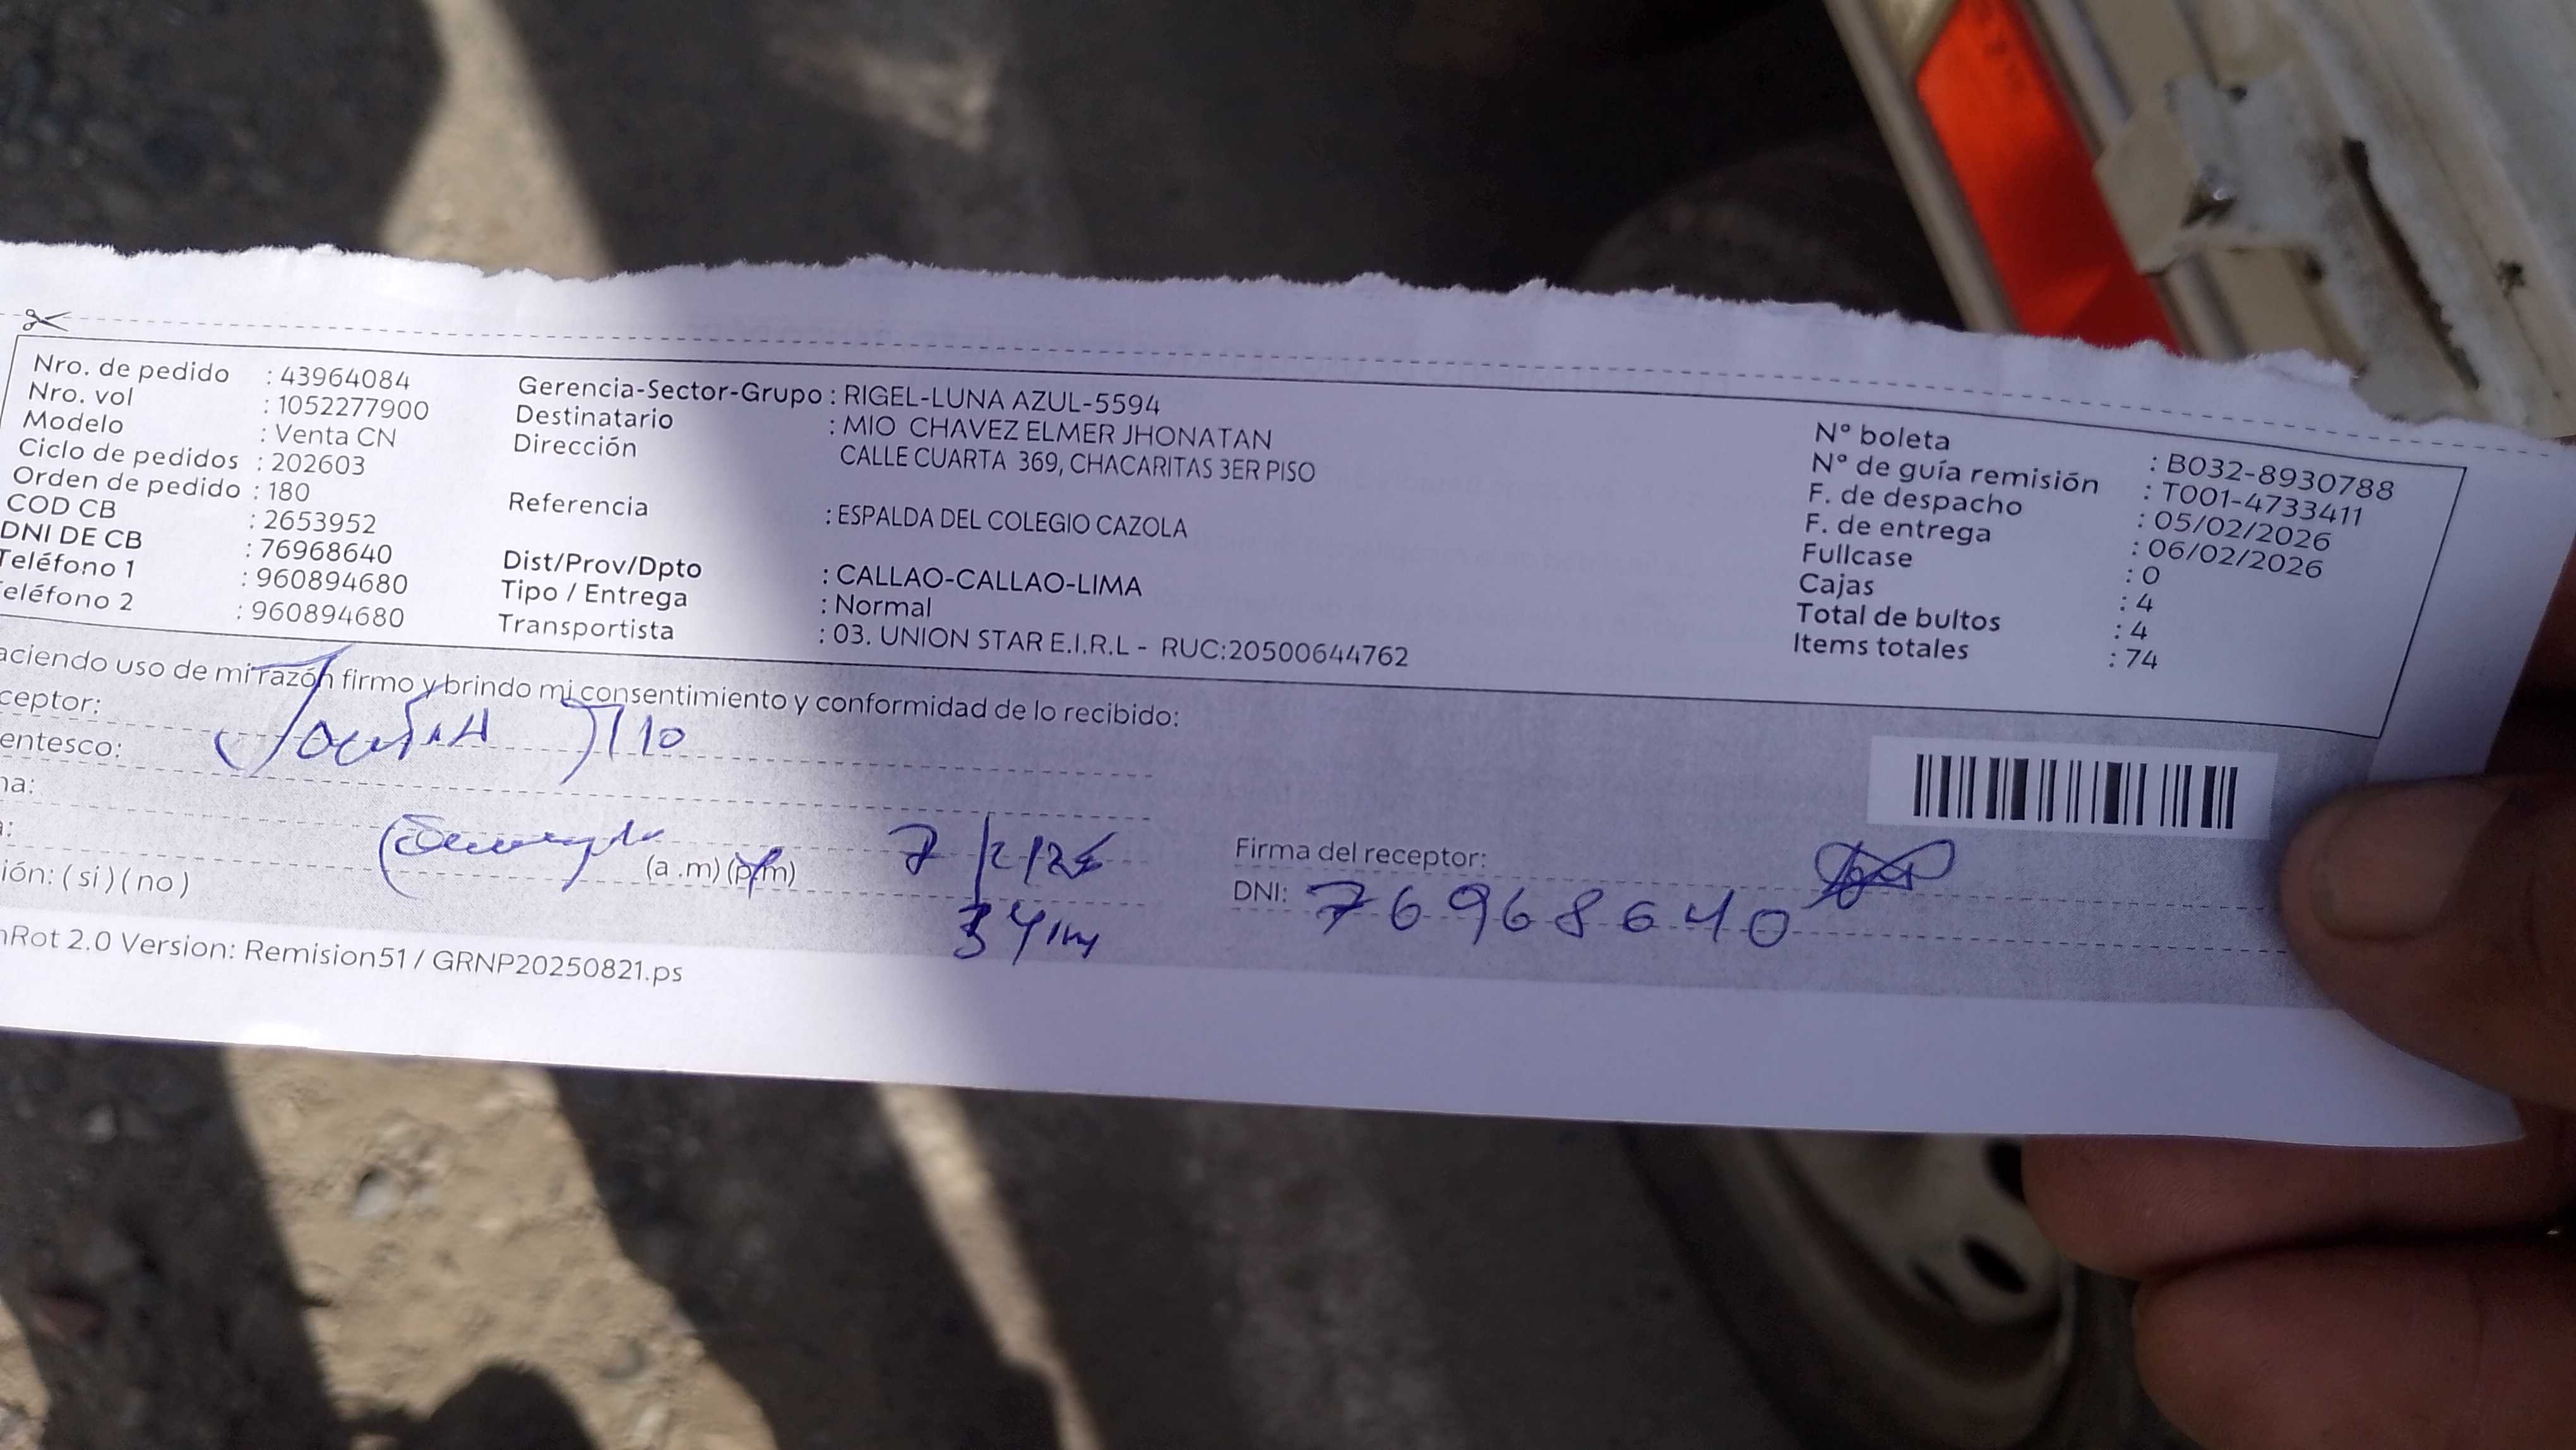 Nro. de pedido : 43964084
Nro. vol : 1052277900
Modelo : Venta CN
Ciclo de pedidos : 202603
Orden de pedido : 180
COD CB : 2653952
DNI DE CB : 76968640
Teléfono 1 : 960894680
eléfono 2 : 960894680
Gerencia-Sector-Grupo : RIGEL-LUNA AZUL-5594
Destinatario : MIO CHAVEZ ELMER JHONATAN
Dirección CALLE CUARTA 369, CHACARITAS 3ER PISO
Referencia : ESPALDA DEL COLEGIO CAZOLA
Dist/Prov/Dpto : CALLAO-CALLAO-LIMA
Tipo / Entrega : Normal
Transportista : 03. UNION STAR E.I.R.L - RUC:20500644762
N° boleta : B032-8930788
N° de guía remisión : T001-4733411
F. de despacho : 05/02/2026
F. de entrega : 06/02/2026
Fullcase : 0
Cajas : 4
Total de bultos : 4
Items totales : 74
aciendo uso de mi razón firmo y brindo mi consentimiento y conformidad de lo recibido:
ceptor:
entesco:
na:
a: (a .m) (p.m)
ión: ( si ) ( no )
Firma del receptor:
DNI: 76968640
nRot 2.0 Version: Remision51 / GRNP20250821.ps